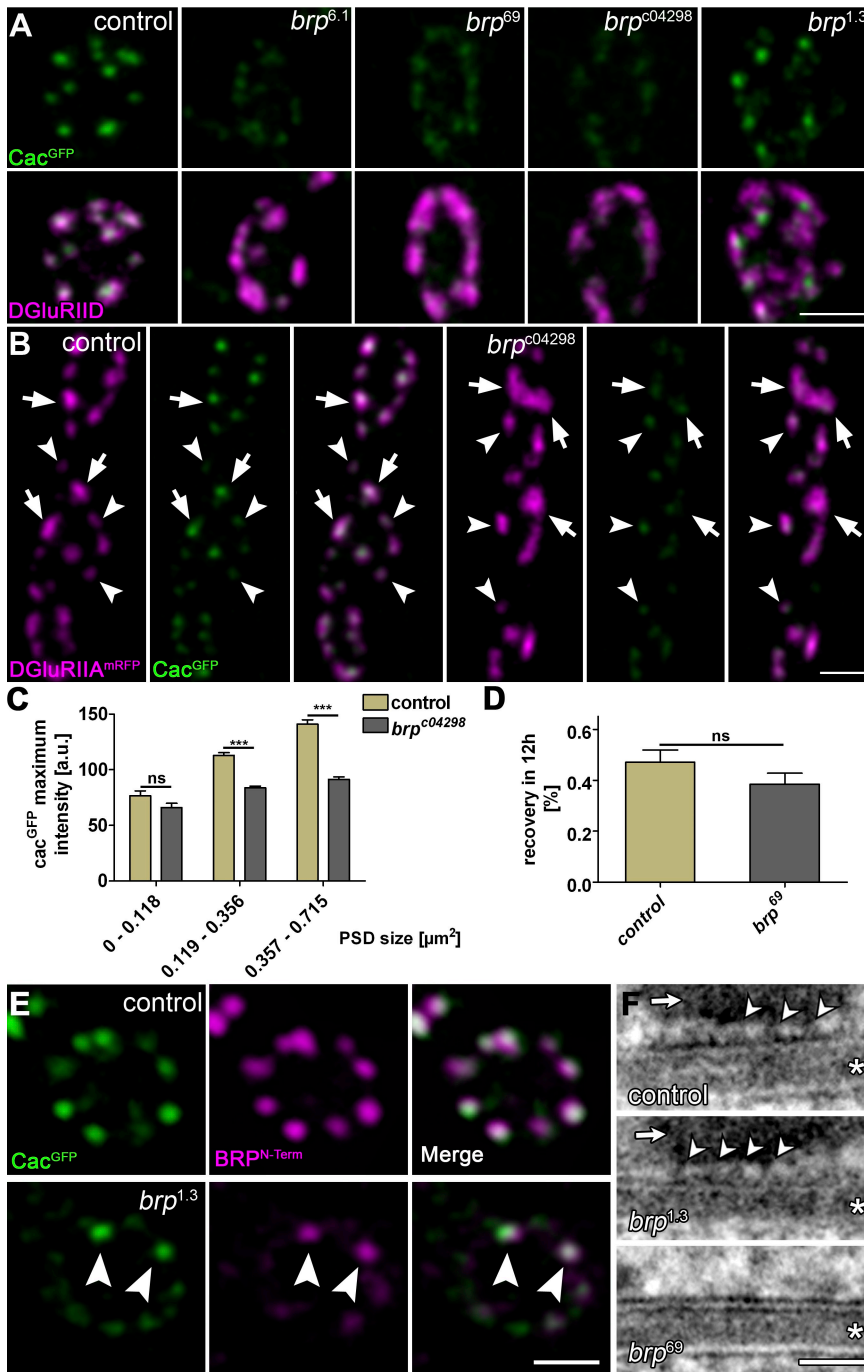 A control brp6.1 brp69 brpc04298 brp1.3
CacGFP
DGluRIID
B control brpc04298
DGluRIIAmRFP CacGFP
C D
control
brpc04298
cacGFP maximum
intensity [a.u.]
150
100
50
0
ns
***
***
0 - 0.118
0.119 - 0.356
0.357 - 0.715
PSD size [µm2]
recovery in 12h
[%]
0.6
0.4
0.2
0.0
ns
control
brp69
E control
CacGFP BRPN-Term Merge
brp1.3
F
*
control
*
brp1.3
*
brp69